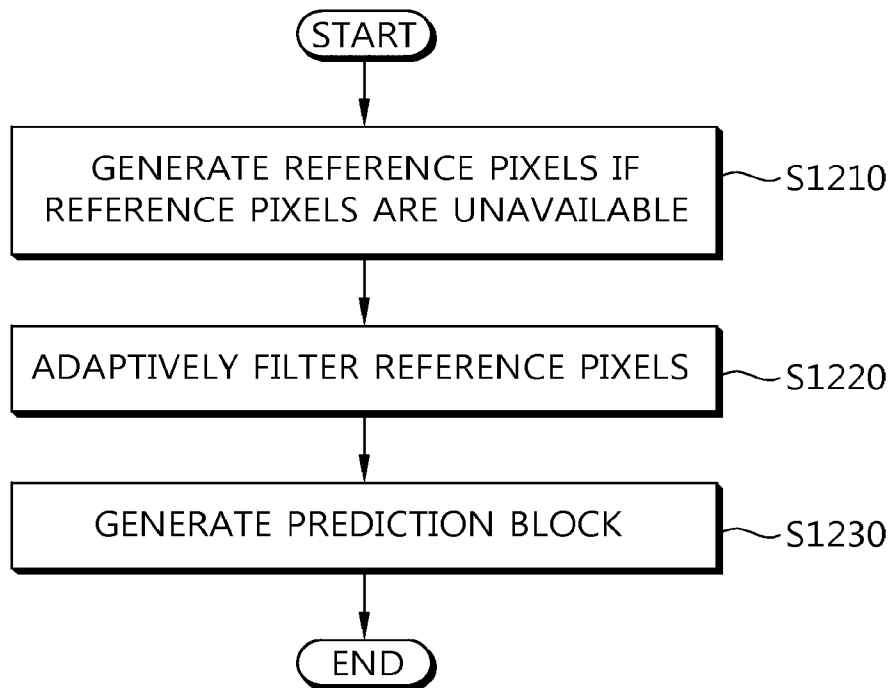 START
GENERATE REFERENCE PIXELS IF
REFERENCE PIXELS ARE UNAVAILABLE
S1210
ADAPTIVELY FILTER REFERENCE PIXELS
S1220
GENERATE PREDICTION BLOCK
S1230
END